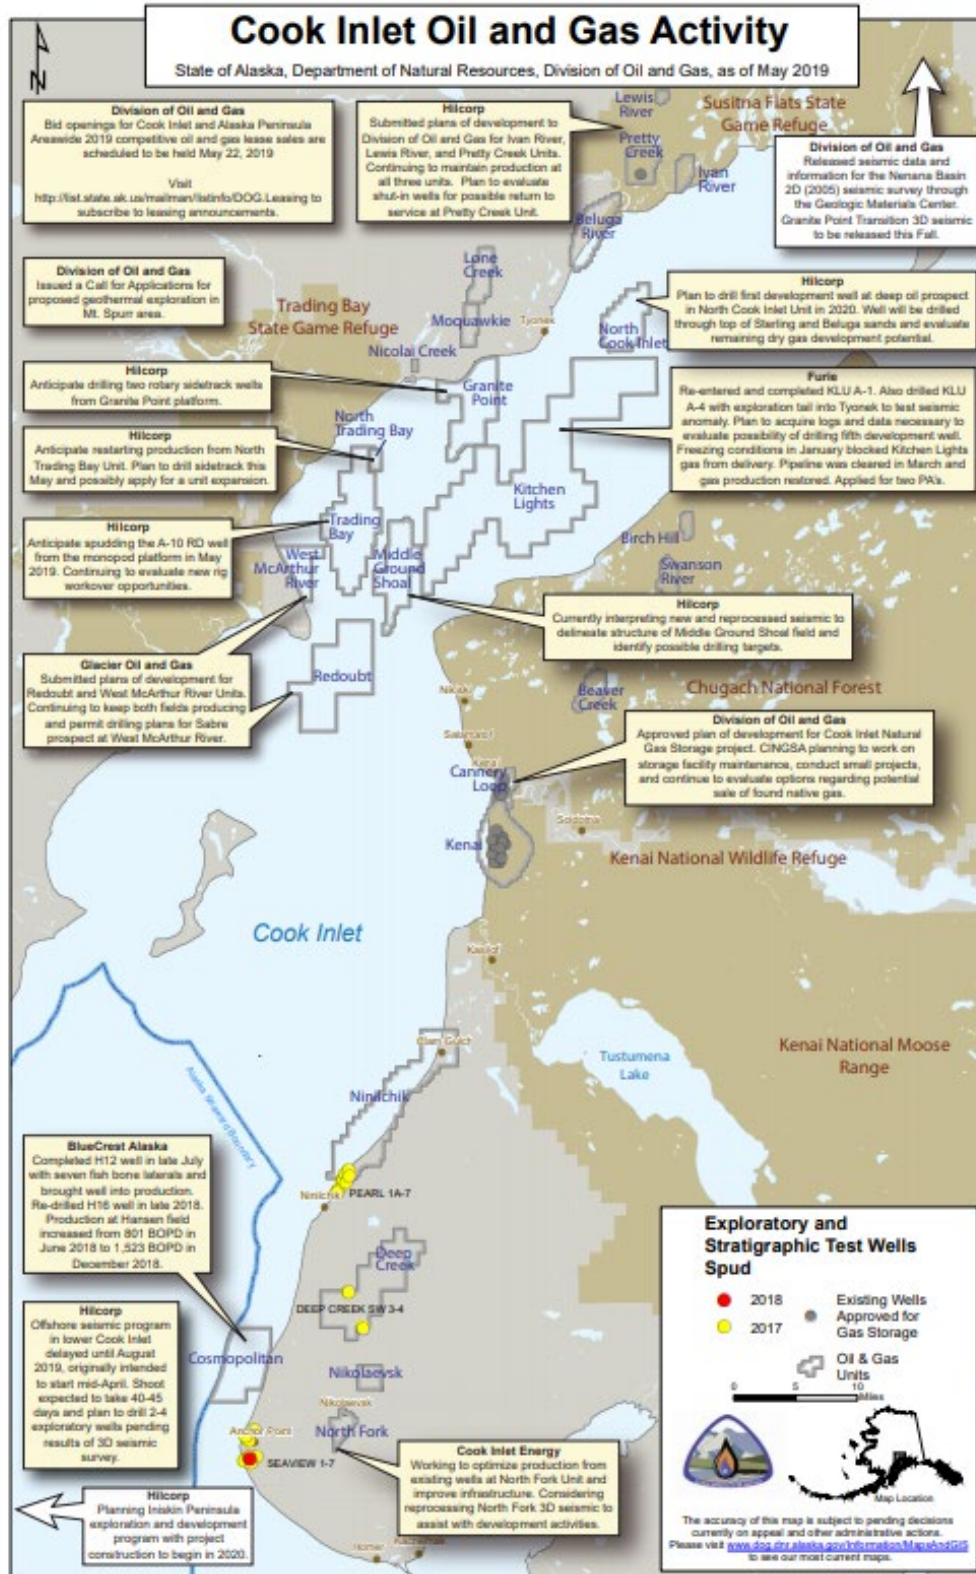 Cook Inlet Oil and Gas Activity
State of Alaska, Department of Natural Resources, Division of Oil and Gas, as of May 2019
N
Division of Oil and Gas
Bid openings for Cook Inlet and Alaska Peninsula
Areawide 2019 competitive oil and gas lease sales are
scheduled to be held May 22, 2019
Visit
http://list.state.ak.us/mailman/listinfo/DOG.Leasing to
subscribe to leasing announcements.
Hilcorp
Submitted plans of development to
Division of Oil and Gas for Ivan River,
Lewis River, and Pretty Creek Units.
Continuing to maintain production at
all three units. Plan to evaluate
shut-in wells for possible return to
service at Pretty Creek Unit.
Lewis
River
Pretty
Creek
Susitna Flats State
Game Refuge
Ivan
River
Division of Oil and Gas
Released seismic data and
information for the Nenana Basin
2D (2005) seismic survey through
the Geologic Materials Center.
Granite Point Transition 3D seismic
to be released this Fall.
Beluga
River
Division of Oil and Gas
Issued a Call for Applications for
proposed geothermal exploration in
Mt. Spurr area.
Lone
Creek
Trading Bay
State Game Refuge
Moquawkie
Tyonek
North
Cook Inlet
Hilcorp
Plan to drill first development well at deep oil prospect
in North Cook Inlet Unit in 2020. Well will be drilled
through top of Starling and Beluga sands and evaluate
remaining dry gas development potential.
Nicolai Creek
Hilcorp
Anticipate drilling two rotary sidetrack wells
from Granite Point platform.
Granite
Point
Furie
Re-entered and completed KLU A-1. Also drilled KLU
A-4 with exploration tail into Tyonek to test seismic
anomaly. Plan to acquire logs and data necessary to
evaluate possibility of drilling fifth development well.
Freezing conditions in January blocked Kitchen Lights
gas from delivery. Pipeline was cleared in March and
gas production restored. Applied for two PA's.
North
Trading Bay
Hilcorp
Anticipate restarting production from North
Trading Bay Unit. Plan to drill sidetrack this
May and possibly apply for a unit expansion.
Kitchen
Lights
Hilcorp
Anticipate spudding the A-10 RD well
from the monopod platform in May
2019. Continuing to evaluate new rig
workover opportunities.
Trading
Bay
West
McArthur
River
Middle
Ground
Shoal
Birch Hill
Swanson
River
Hilcorp
Currently interpreting new and reprocessed seismic to
delineate structure of Middle Ground Shoal field and
identify possible drilling targets.
Glacier Oil and Gas
Submitted plans of development for
Redoubt and West McArthur River Units.
Continuing to keep both fields producing
and permit drilling plans for Sabre
prospect at West McArthur River.
Redoubt
Nikiski
Beaver
Creek
Chugach National Forest
Salamatof
Kenai
Cannery
Loop
Division of Oil and Gas
Approved plan of development for Cook Inlet Natural
Gas Storage project. CINGSA planning to work on
storage facility maintenance, conduct small projects,
and continue to evaluate options regarding potential
sale of found native gas.
Soldotna
Kenai
Kenai National Wildlife Refuge
Cook Inlet
Kasilof
Clam Gulch
Tustumena
Lake
Kenai National Moose
Range
Ninilchik
Alaska Seaward Boundary
BlueCrest Alaska
Completed H12 well in late July
with seven fish bone laterals and
brought well into production.
Re-drilled H16 well in late 2018.
Production at Hansen field
increased from 801 BOPD in
June 2018 to 1,523 BOPD in
December 2018.
Ninilchik
PEARL 1A-7
Deep
Creek
DEEP CREEK SW 3-4
Hilcorp
Offshore seismic program
in lower Cook Inlet
delayed until August
2019, originally intended
to start mid-April. Shoot
expected to take 40-45
days and plan to drill 2-4
exploratory wells pending
results of 3D seismic
survey.
Cosmopolitan
Nikolaevsk
Nikolaevsk
North Fork
Anchor Point
SEAVIEW 1-7
Cook Inlet Energy
Working to optimize production from
existing wells at North Fork Unit and
improve infrastructure. Considering
reprocessing North Fork 3D seismic to
assist with development activities.
Hilcorp
Planning Iniskin Peninsula
exploration and development
program with project
construction to begin in 2020.
Homer
Kachemak
Exploratory and
Stratigraphic Test Wells
Spud
2018
2017
Existing Wells
Approved for
Gas Storage
Oil & Gas
Units
0 5 10
Miles
Map Location
The accuracy of this map is subject to pending decisions
currently on appeal and other administrative actions.
Please visit www.dog.dnr.alaska.gov/Information/MapsAndGIS
to see our most current maps.